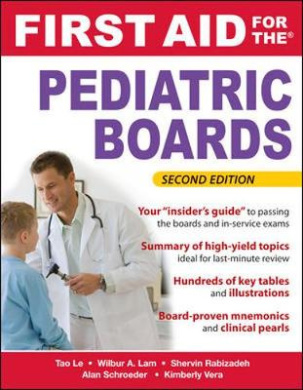 FIRST AID FOR THE®
PEDIATRIC
BOARDS
SECOND EDITION
Your "insider's guide" to passing
the boards and in-service exams
Summary of high-yield topics
ideal for last-minute review
Hundreds of key tables
and illustrations
Board-proven mnemonics
and clinical pearls
Tao Le • Wilbur A. Lam • Shervin Rabizadeh
Alan Schroeder • Kimberly Vera